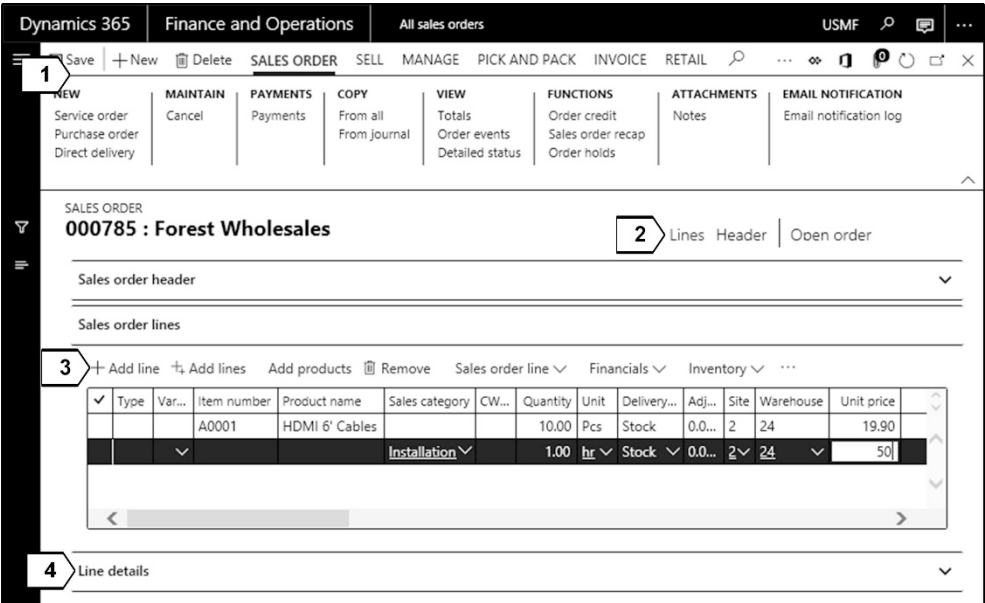 Dynamics 365 Finance and Operations All sales orders USMF
Save + New Delete SALES ORDER SELL MANAGE PICK AND PACK INVOICE RETAIL ... 0
1
NEW MAINTAIN PAYMENTS COPY VIEW FUNCTIONS ATTACHMENTS EMAIL NOTIFICATION
Service order Cancel Payments From all Totals Order credit Notes Email notification log
Purchase order From journal Order events Sales order recap
Direct delivery Detailed status Order holds
SALES ORDER
000785 : Forest Wholesales
2 Lines Header Open order
Sales order header
Sales order lines
3 + Add line Add lines Add products Remove Sales order line Financials Inventory ...
Type Var... Item number Product name Sales category CW... Quantity Unit Delivery... Adj... Site Warehouse Unit price
A0001 HDMI 6' Cables 10.00 Pcs Stock 0.0... 2 24 19.90
Installation 1.00 hr Stock 0.0... 2 24 50
4 Line details